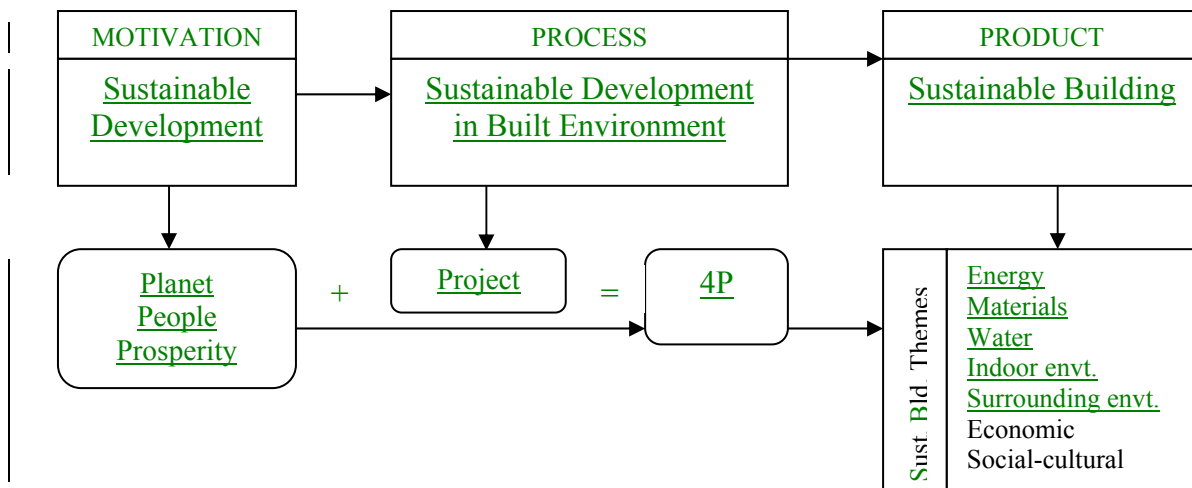 MOTIVATION
Sustainable
Development
PROCESS
Sustainable Development
in Built Environment
PRODUCT
Sustainable Building
Planet
People
Prosperity
+
Project
=
4P
Sust. Bld. Themes
Energy
Materials
Water
Indoor envt.
Surrounding envt.
Economic
Social-cultural